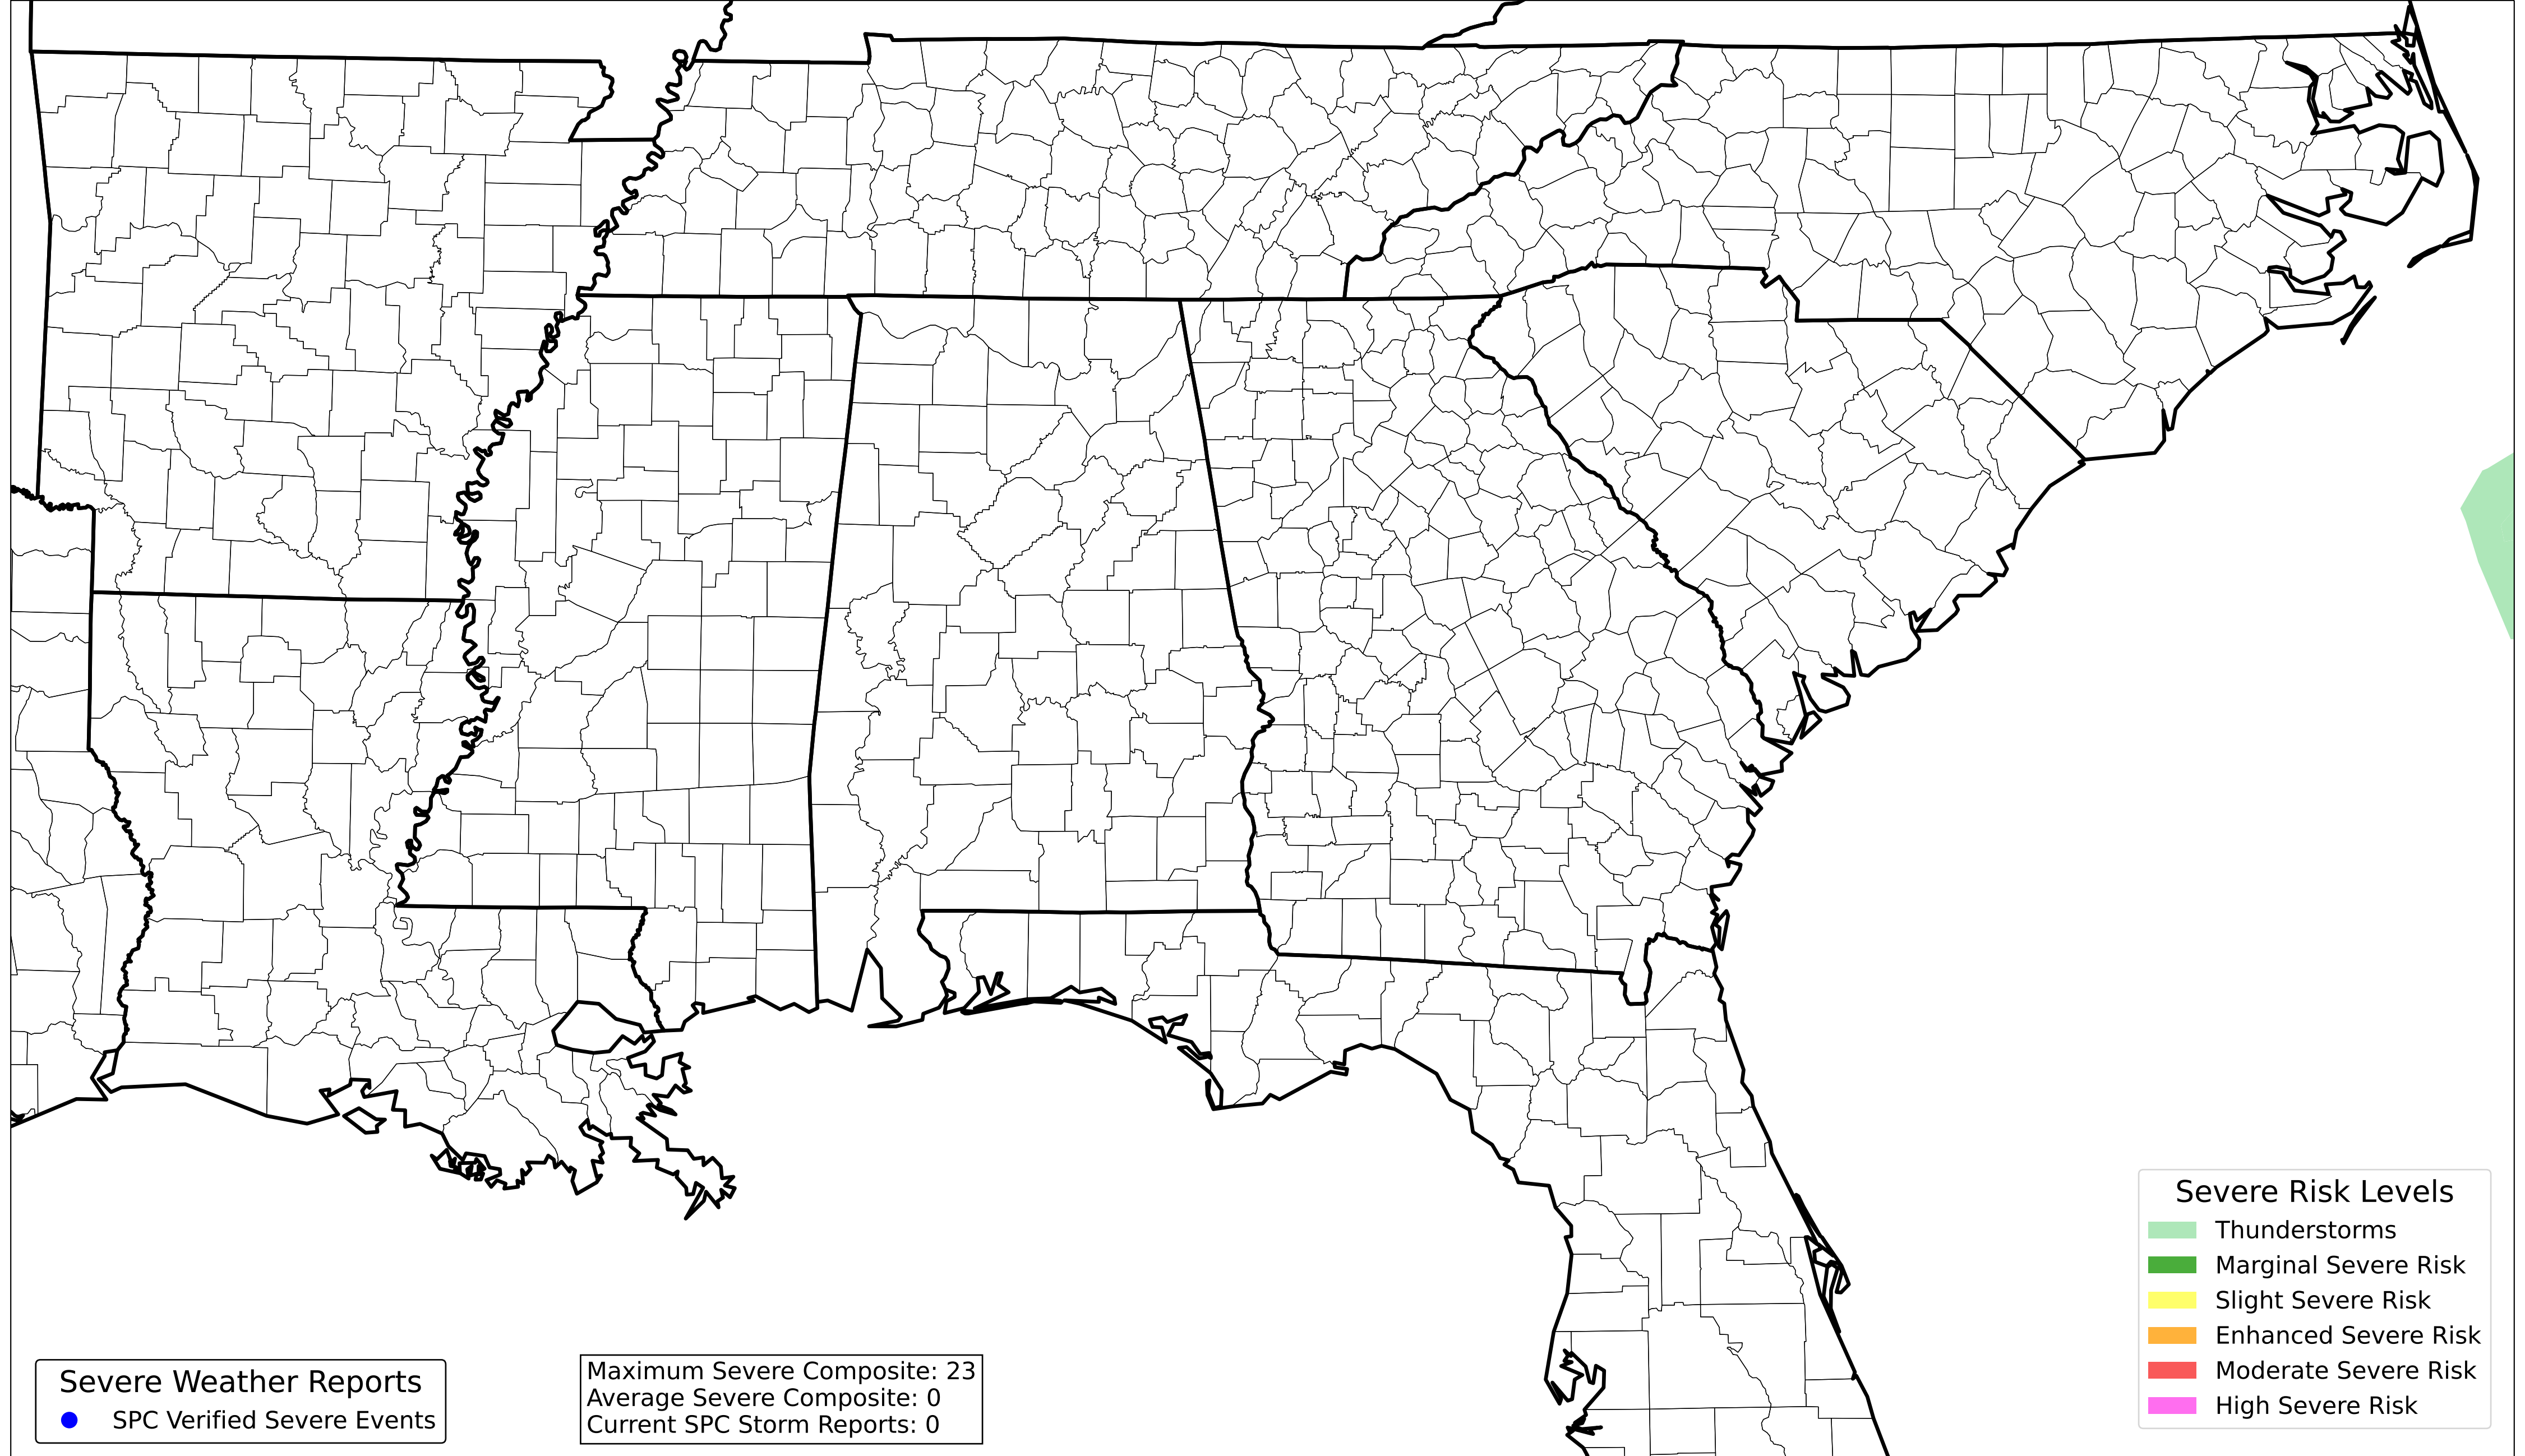 Severe Risk Levels
Thunderstorms
Marginal Severe Risk
Slight Severe Risk
Enhanced Severe Risk
Moderate Severe Risk
High Severe Risk
Severe Weather Reports
SPC Verified Severe Events
Maximum Severe Composite: 23
Average Severe Composite: 0
Current SPC Storm Reports: 0